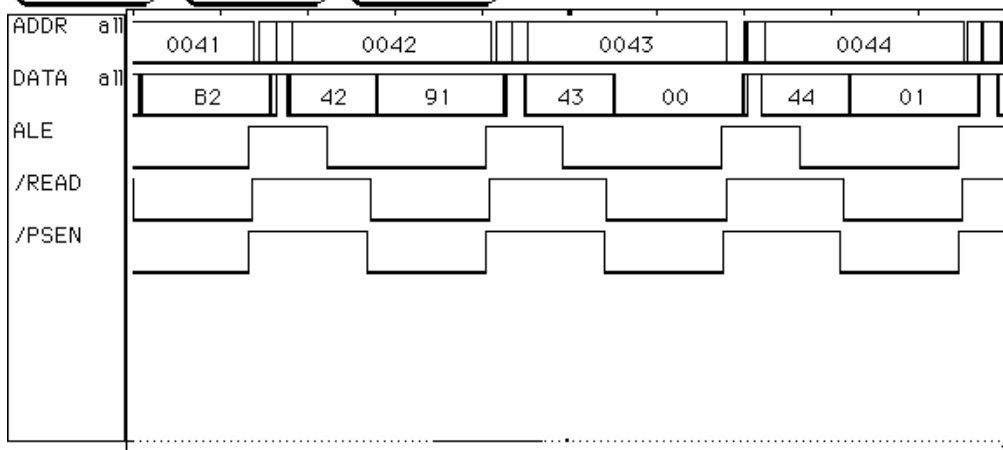 ADDR all 0041 0042 0043 0044
DATA all B2 42 91 43 00 44 01
ALE
/READ
/PSEN